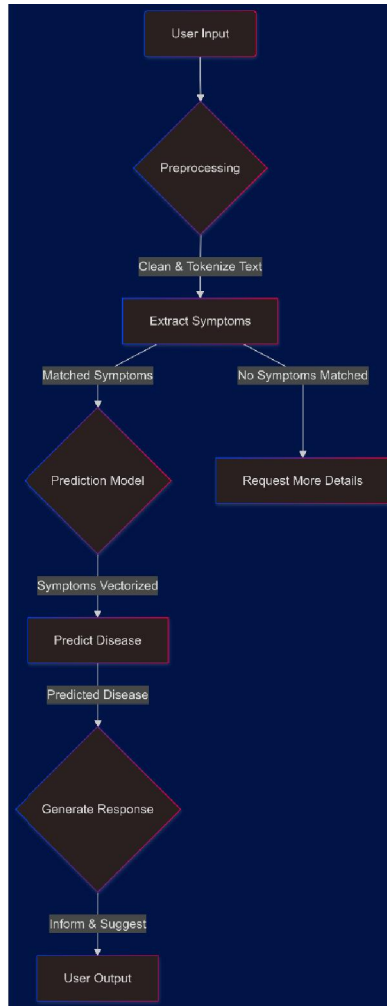 User Input
Preprocessing
Clean & Tokenize Text
Extract Symptoms
Matched Symptoms
No Symptoms Matched
Prediction Model
Request More Details
Symptoms Vectorized
Predict Disease
Predicted Disease
Generate Response
Inform & Suggest
User Output